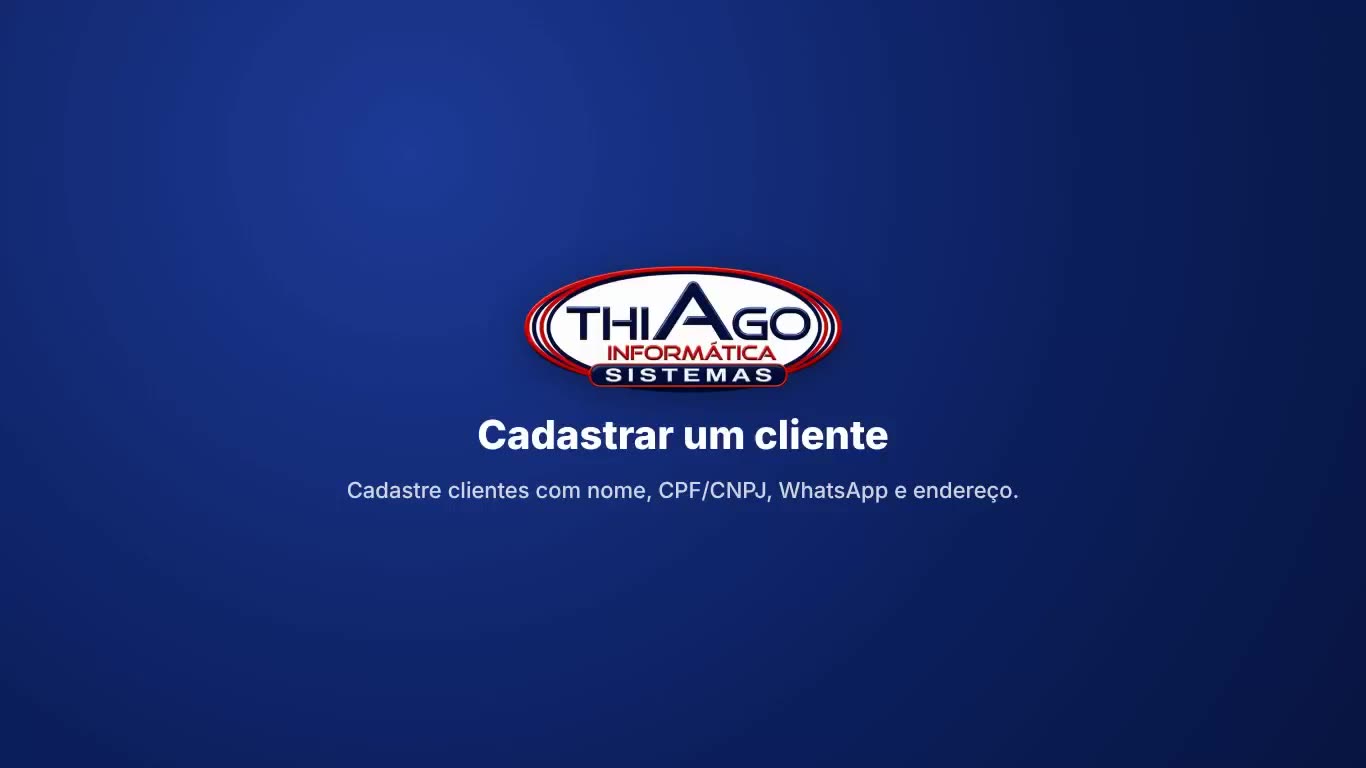 THIAGO
INFORMÁTICA
SISTEMAS
Cadastrar um cliente
Cadastre clientes com nome, CPF/CNPJ, WhatsApp e endereço.